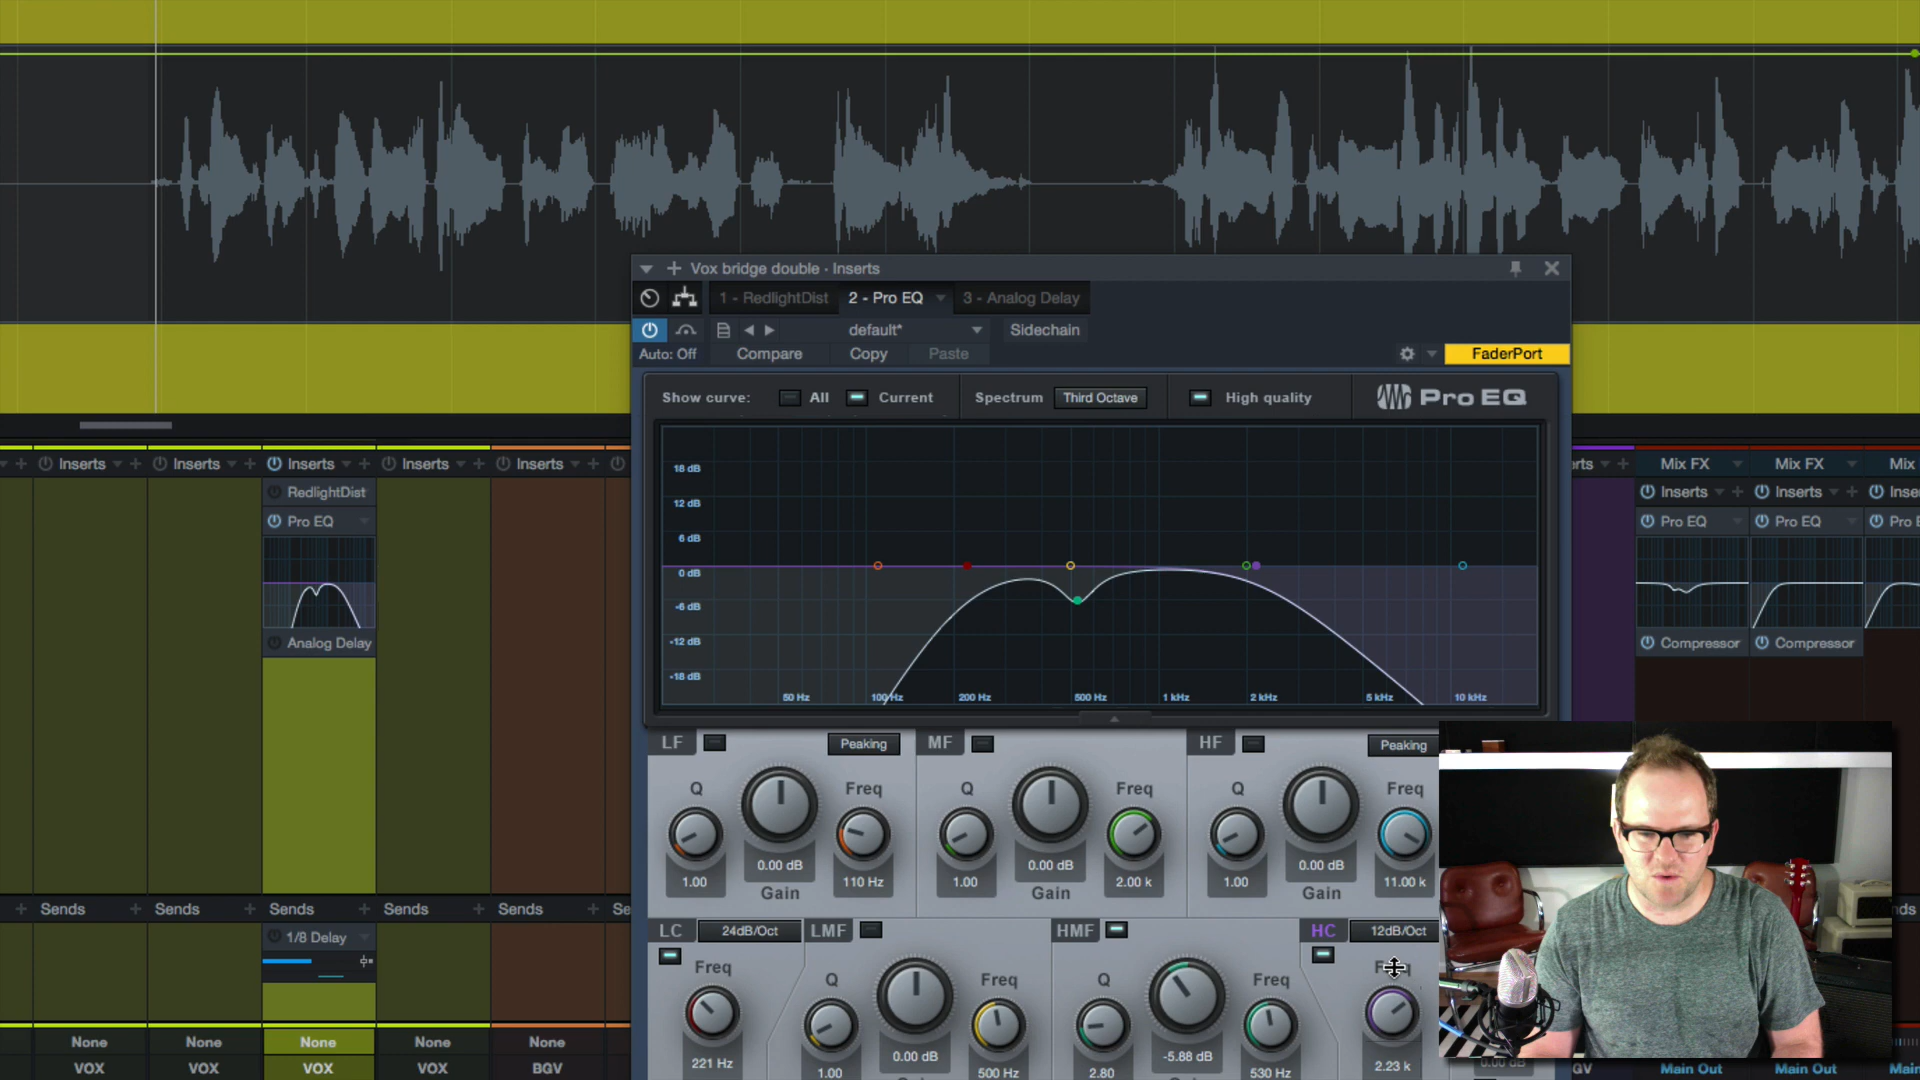 Vox bridge double · Inserts
1 - RedlightDist
2 - Pro EQ
3 - Analog Delay
default*
Sidechain
Auto: Off
Compare
Copy
Paste
FaderPort
Show curve:
All
Current
Spectrum
Third Octave
High quality
Pro EQ
18 dB
12 dB
6 dB
0 dB
-6 dB
-12 dB
-18 dB
50 Hz
100 Hz
200 Hz
500 Hz
1 kHz
2 kHz
5 kHz
10 kHz
Inserts
Inserts
Inserts
Inserts
Inserts
RedlightDist
Pro EQ
Analog Delay
rts
Mix FX
Mix FX
Mix
Inserts
Inserts
Inse
Pro EQ
Pro EQ
Pro E
Compressor
Compressor
LF
Peaking
MF
HF
Peaking
Q
Freq
Q
Freq
Q
Freq
1.00
0.00 dB
110 Hz
1.00
0.00 dB
2.00 k
1.00
0.00 dB
11.00 k
Gain
Gain
Gain
LC
24dB/Oct
LMF
HMF
HC
12dB/Oct
Freq
Q
Freq
Q
Freq
221 Hz
1.00
0.00 dB
500 Hz
2.80
-5.88 dB
530 Hz
2.23 k
Sends
Sends
Sends
Sends
Sends
Se
nds
1/8 Delay
None
None
None
None
None
VOX
VOX
VOX
VOX
BGV
GV
Main Out
Main Out
Main